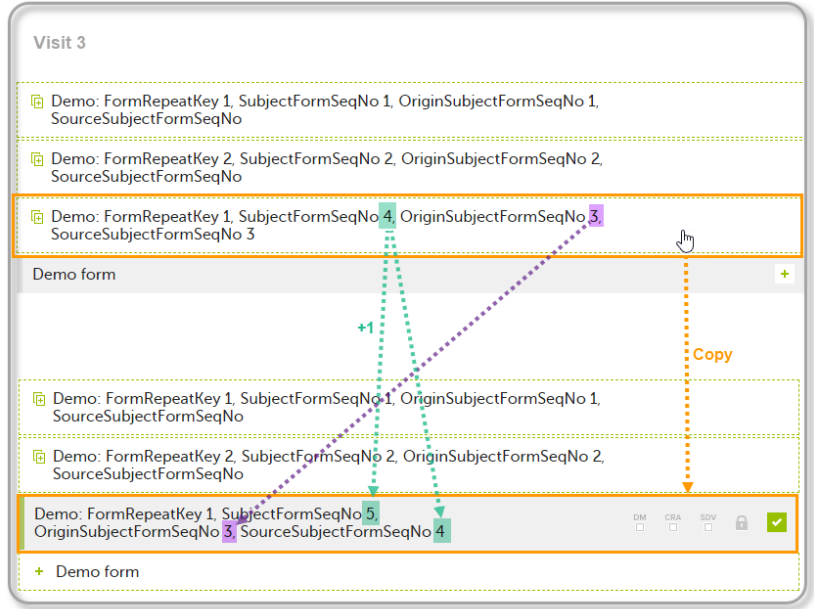 Visit 3
Demo: FormRepeatKey 1, SubjectFormSeqNo 1, OriginSubjectFormSeqNo 1,
SourceSubjectFormSeqNo
Demo: FormRepeatKey 2, SubjectFormSeqNo 2, OriginSubjectFormSeqNo 2,
SourceSubjectFormSeqNo
Demo: FormRepeatKey 1, SubjectFormSeqNo 4, OriginSubjectFormSeqNo 3,
SourceSubjectFormSeqNo 3
Demo form +
+1
Copy
Demo: FormRepeatKey 1, SubjectFormSeqNo 1, OriginSubjectFormSeqNo 1,
SourceSubjectFormSeqNo
Demo: FormRepeatKey 2, SubjectFormSeqNo 2, OriginSubjectFormSeqNo 2,
SourceSubjectFormSeqNo
Demo: FormRepeatKey 1, SubjectFormSeqNo 5,
OriginSubjectFormSeqNo 3, SourceSubjectFormSeqNo 4
DM CRA SDV
+ Demo form